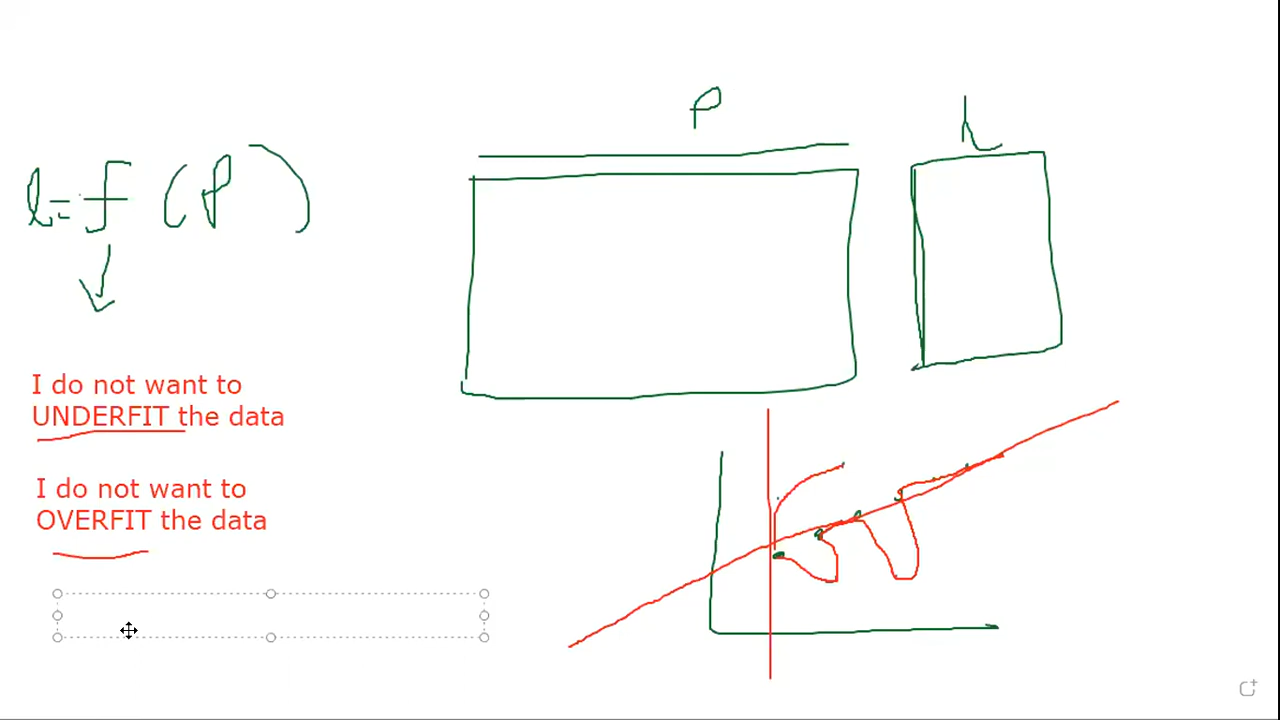 P
l
l = f (P)
I do not want to
UNDERFIT the data
I do not want to
OVERFIT the data